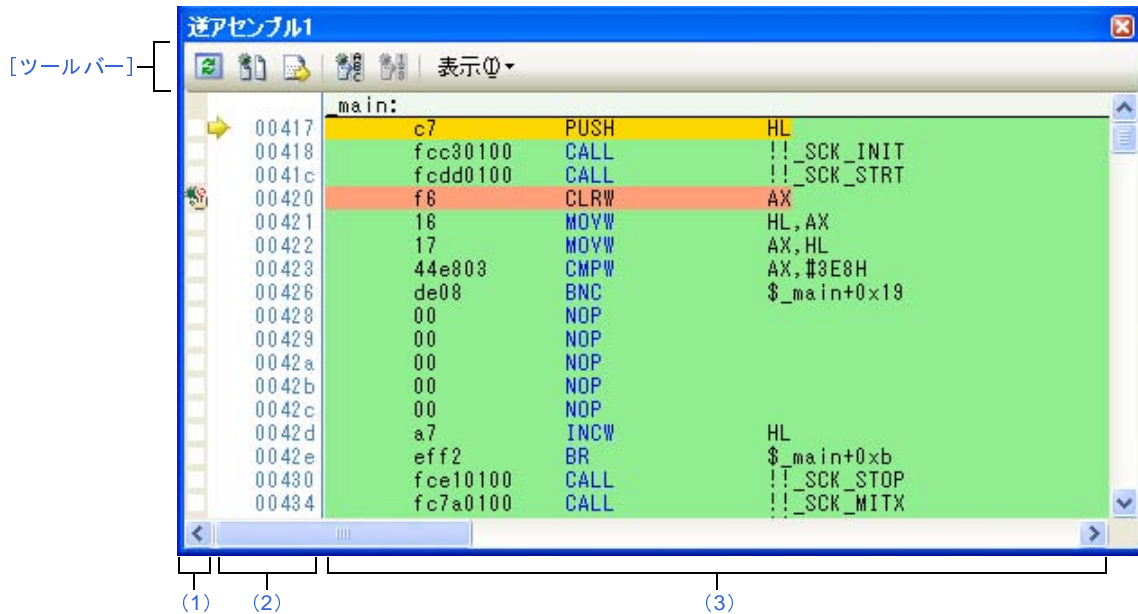 逆アセンブル1
[ツールバー]
表示(I)
_main:
00417 c7 PUSH HL
00418 fcc30100 CALL !!_SCK_INIT
0041c fcdd0100 CALL !!_SCK_STRT
00420 f6 CLRW AX
00421 16 MOVW HL,AX
00422 17 MOVW AX,HL
00423 44e803 CMPW AX,#3E8H
00426 de08 BNC $_main+0x19
00428 00 NOP
00429 00 NOP
0042a 00 NOP
0042b 00 NOP
0042c 00 NOP
0042d a7 INCW HL
0042e eff2 BR $_main+0xb
00430 fce10100 CALL !!_SCK_STOP
00434 fc7a0100 CALL !!_SCK_MITX
(1) (2) (3)